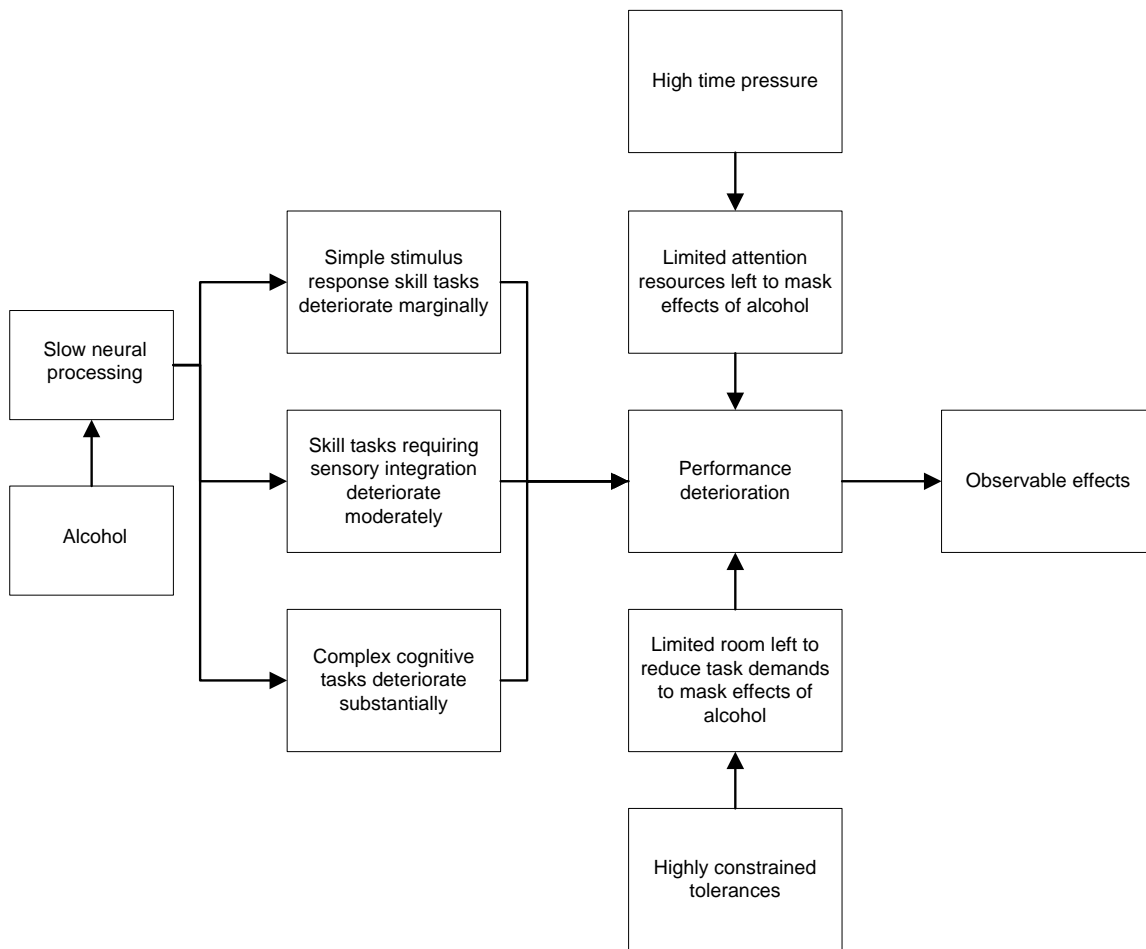 High time pressure
Simple stimulus
response skill tasks
deteriorate marginally
Limited attention
resources left to mask
effects of alcohol
Slow neural
processing
Skill tasks requiring
sensory integration
deteriorate
moderately
Performance
deterioration
Observable effects
Alcohol
Complex cognitive
tasks deteriorate
substantially
Limited room left to
reduce task demands
to mask effects of
alcohol
Highly constrained
tolerances